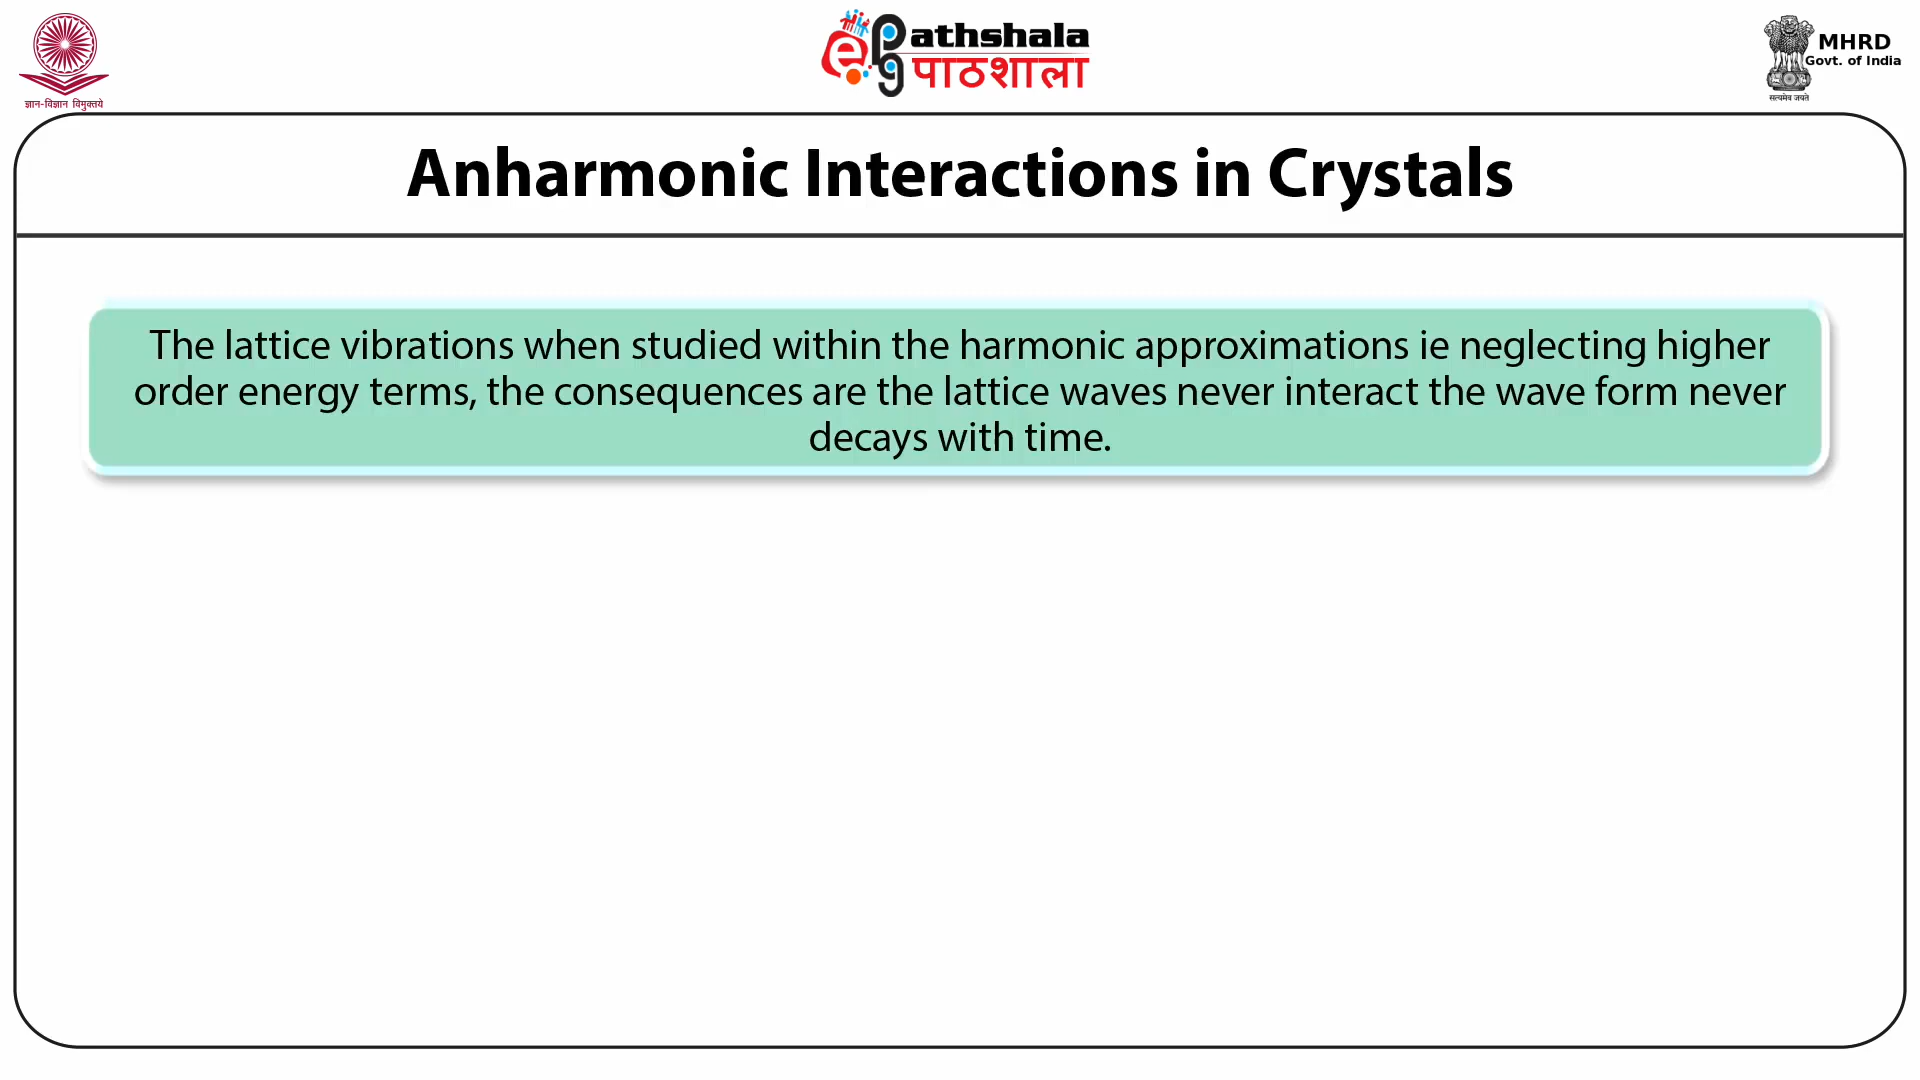 ज्ञान-विज्ञान विमुक्तये
ePGathshala
पाठशाला
MHRD
Govt. of India
सत्यमेव जयते
Anharmonic Interactions in Crystals
The lattice vibrations when studied within the harmonic approximations ie neglecting higher
order energy terms, the consequences are the lattice waves never interact the wave form never
decays with time.